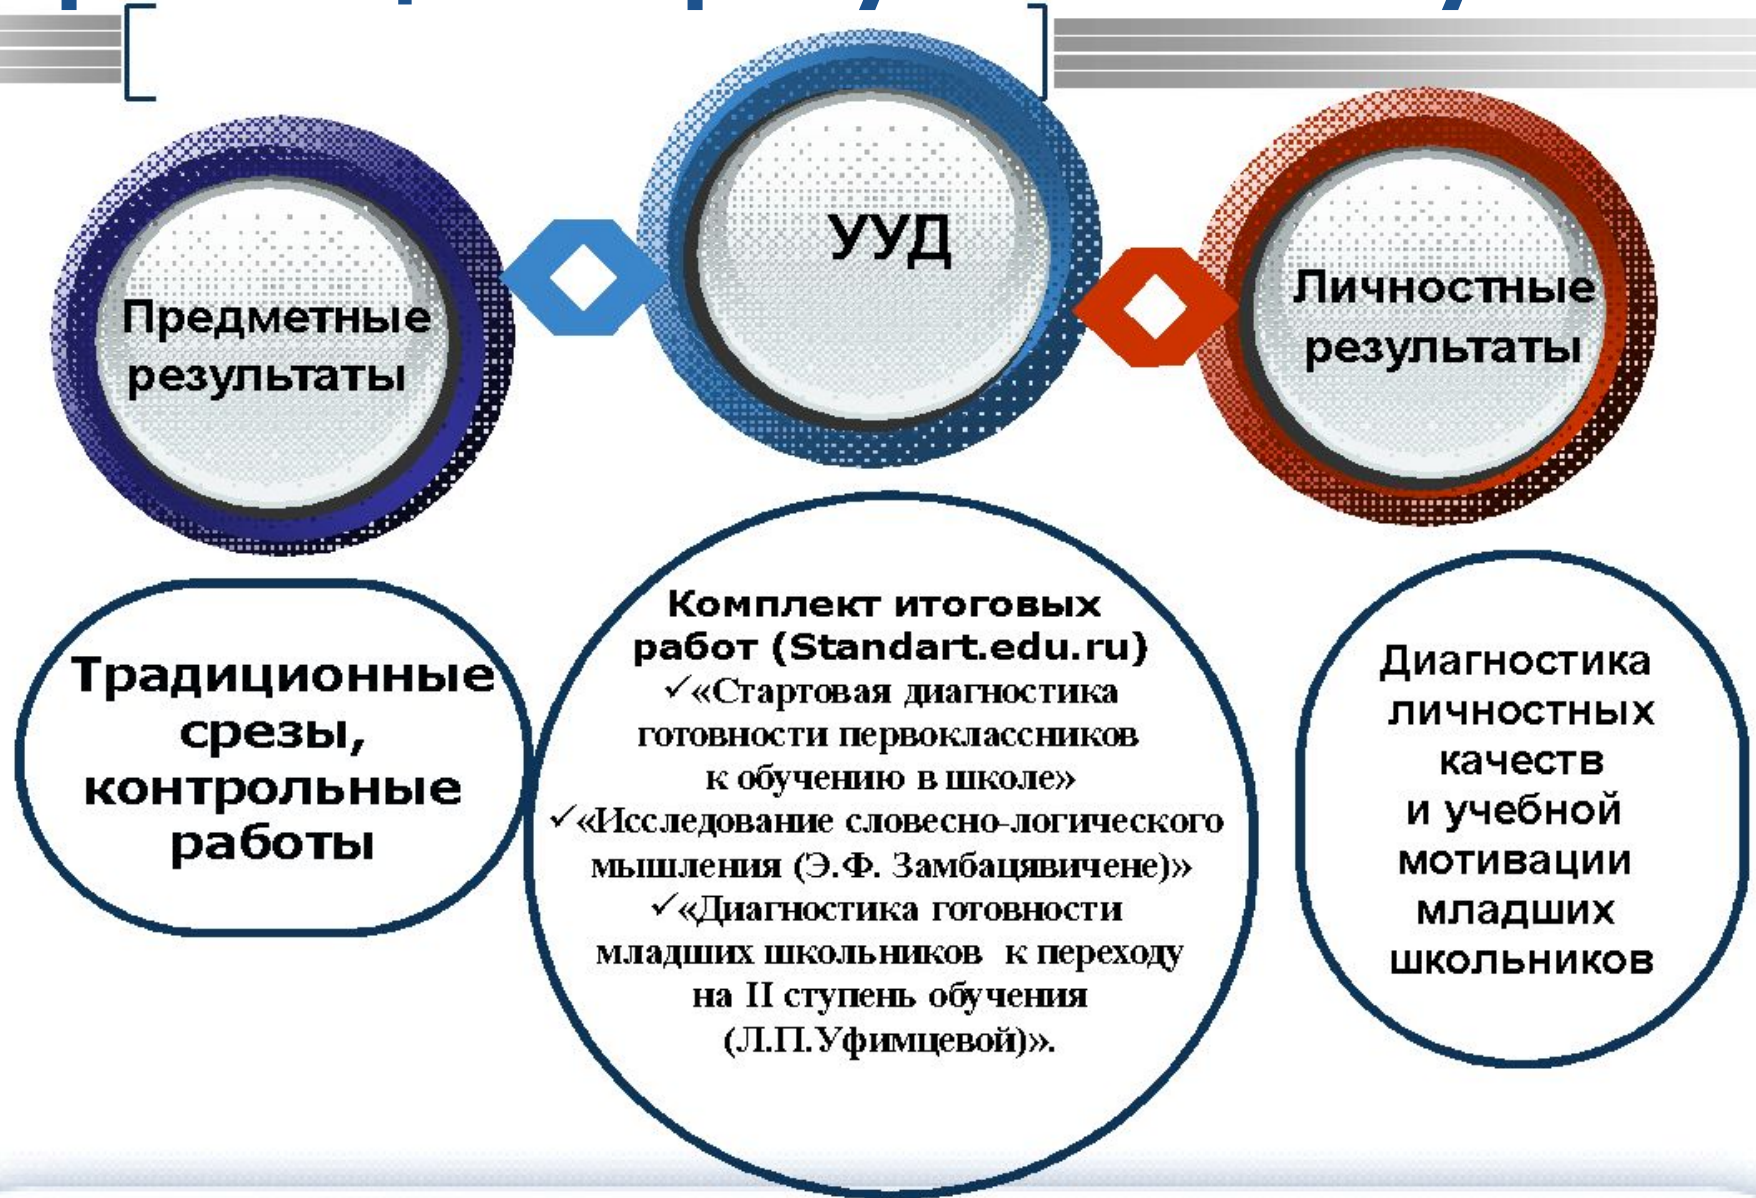 Предметные
результаты
УУД
Личностные
результаты
Традиционные
срезы,
контрольные
работы
Комплект итоговых
работ (Standart.edu.ru)
✓«Стартовая диагностика
готовности первоклассников
к обучению в школе»
✓«Исследование словесно-логического
мышления (Э.Ф. Замбацявичене)»
✓«Диагностика готовности
младших школьников к переходу
на II ступень обучения
(Л.П.Уфимцевой)».
Диагностика
личностных
качеств
и учебной
мотивации
младших
школьников